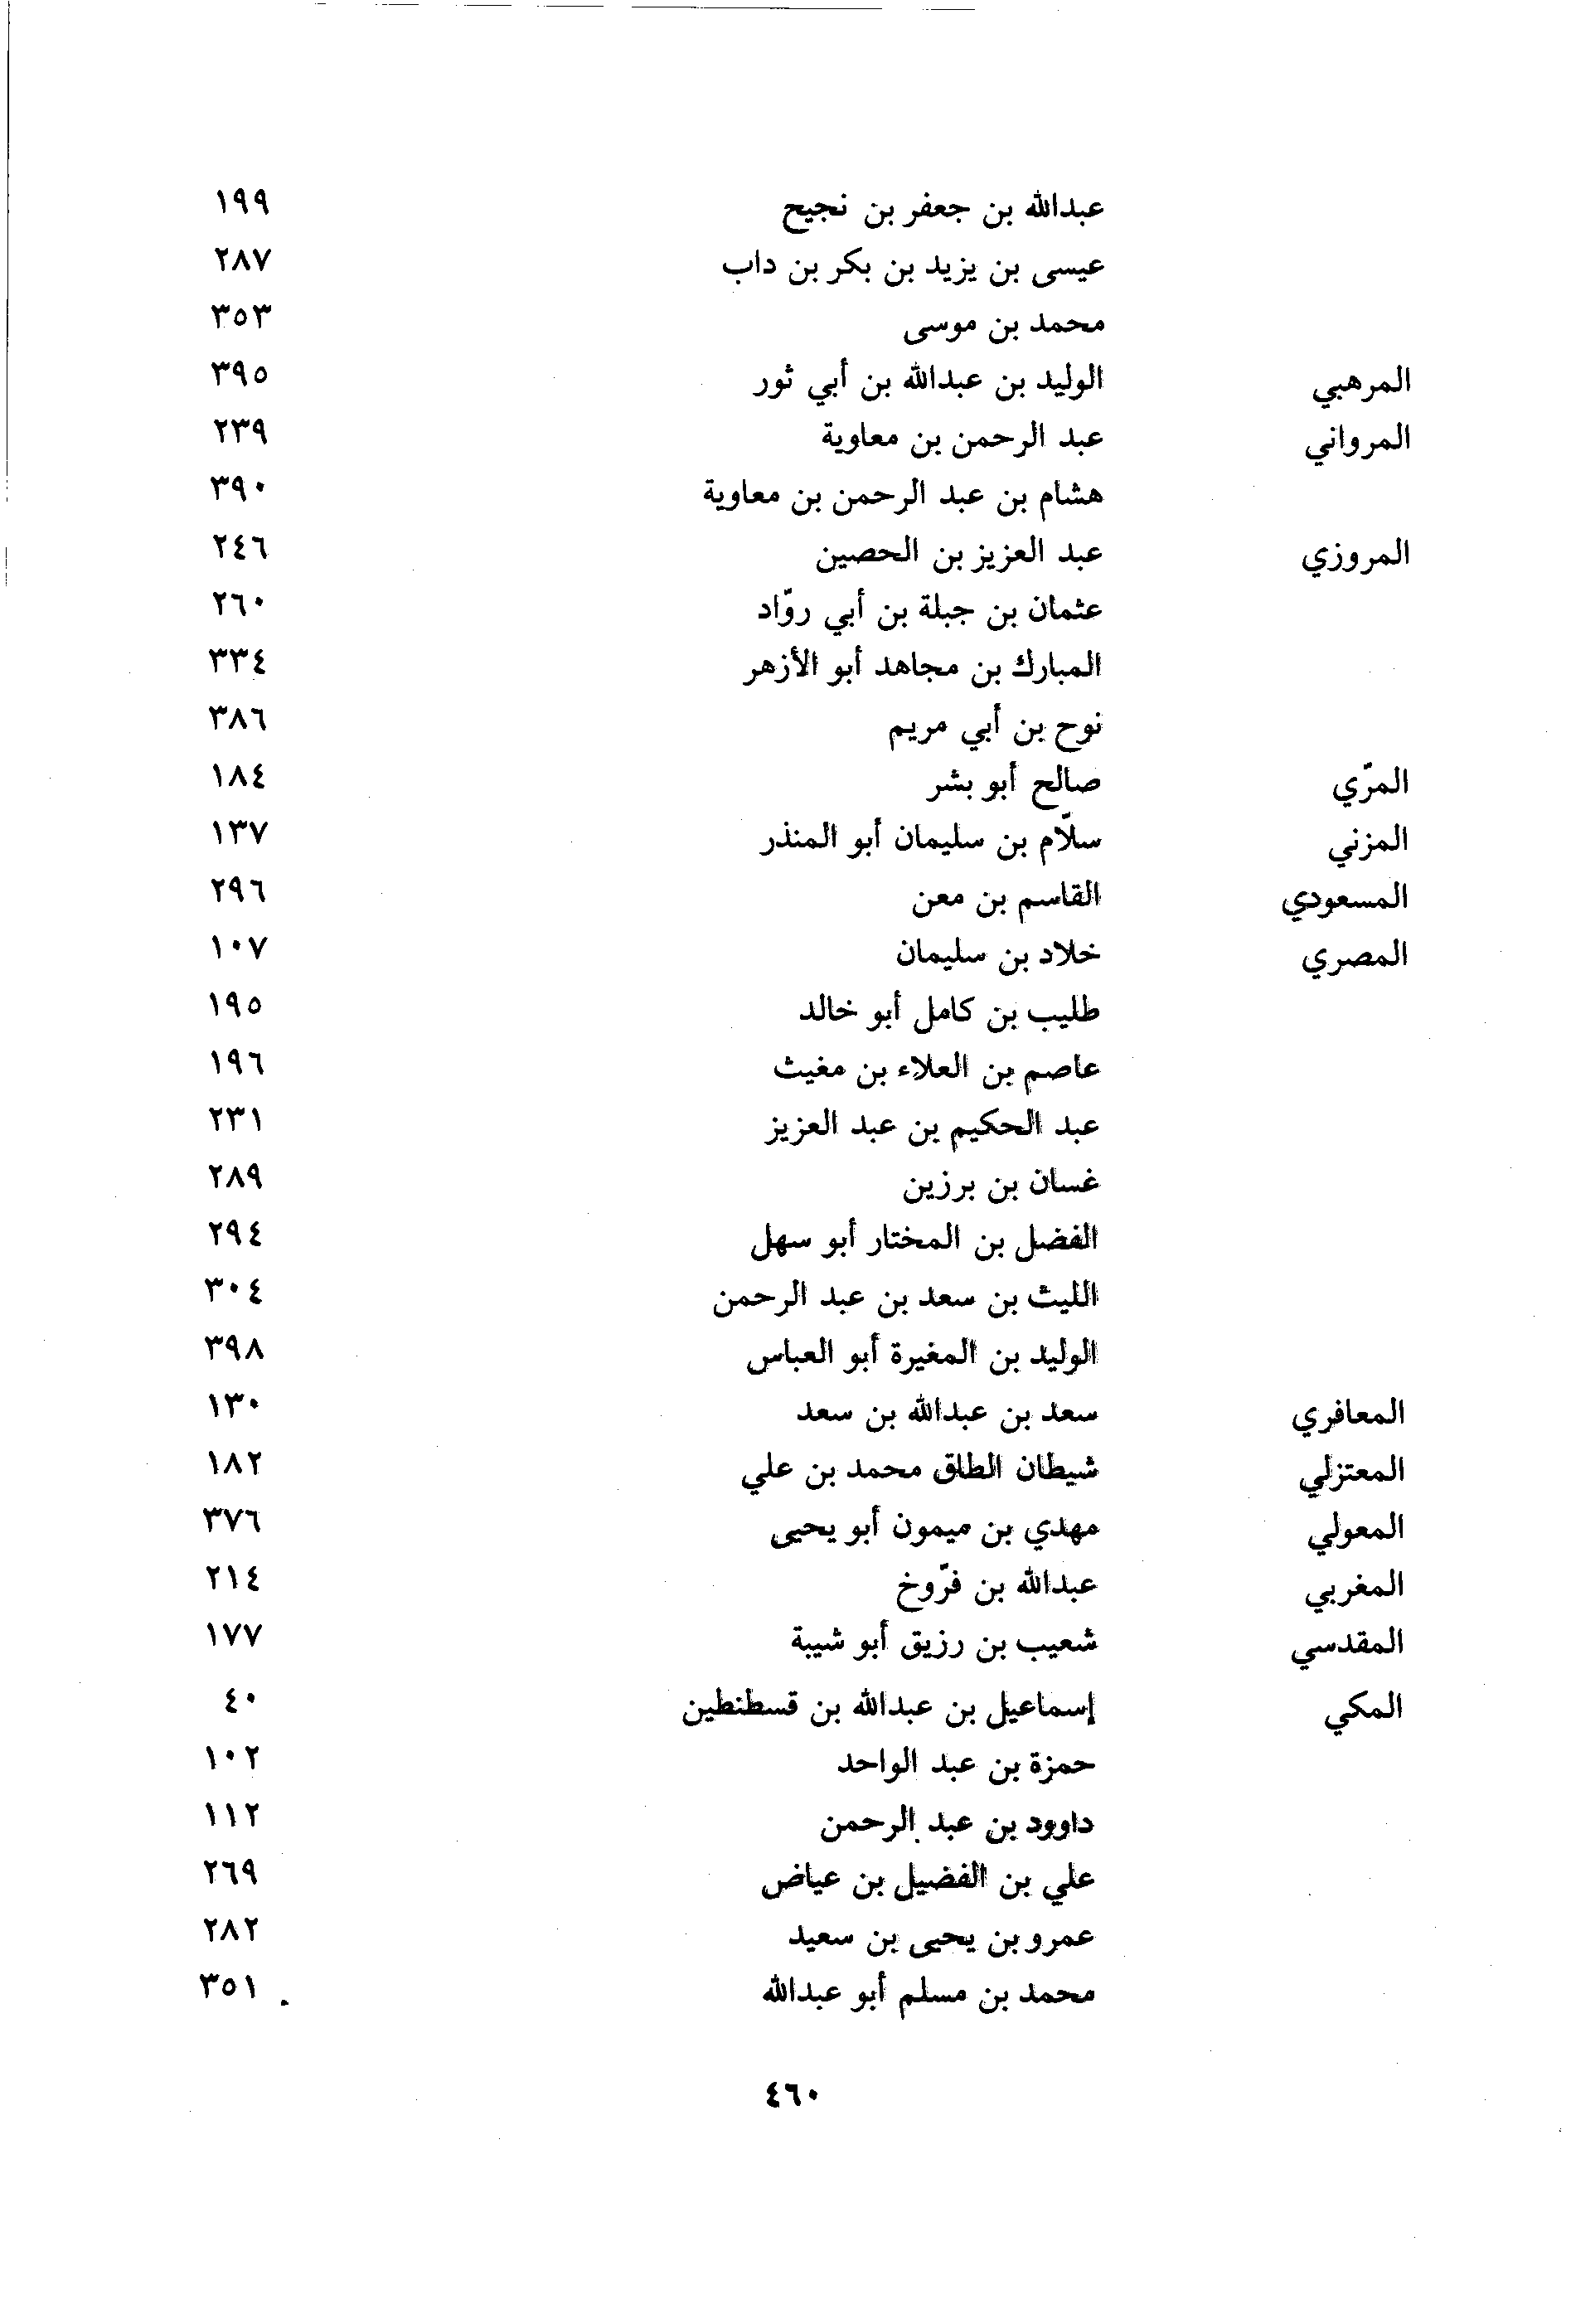 عبدالله بن جعفر بن نجيح ١٩٩
عيسى بن يزيد بن بكر بن داب ٢٨٧
محمد بن موسى ٣٥٣
المرهبي الوليد بن عبدالله بن أبي ثور ٣٩٥
المرواني عبد الرحمن بن معاوية ٢٣٩
هشام بن عبد الرحمن بن معاوية ٣٩٠
المروزي عبد العزيز بن الحصين ٢٤٦
عثمان بن جبلة بن أبي روّاد ٢٦٠
المبارك بن مجاهد أبو الأزهر ٣٣٤
نوح بن أبي مريم ٣٨٦
المرّي صالح أبو بشر ١٨٤
المزني سلّام بن سليمان أبو المنذر ١٣٧
المسعودي القاسم بن معن ٢٩٦
المصري خلاد بن سليمان ١٠٧
طليب بن كامل أبو خالد ١٩٥
عاصم بن العلاء بن مغيث ١٩٦
عبد الحكيم بن عبد العزيز ٢٣١
غسان بن برزين ٢٨٩
الفضل بن المختار أبو سهل ٢٩٤
الليث بن سعد بن عبد الرحمن ٣٠٤
الوليد بن المغيرة أبو العباس ٣٩٨
المعافري سعد بن عبدالله بن سعد ١٣٠
المعتزلي شيطان الطاق محمد بن علي ١٨٢
المعولي مهدي بن ميمون أبو يحيى ٣٧٦
المغربي عبدالله بن فرّوخ ٢١٤
المقدسي شعيب بن رزيق أبو شيبة ١٧٧
المكي إسماعيل بن عبدالله بن قسطنطين ٤٠
حمزة بن عبد الواحد ١٠٢
داوود بن عبد الرحمن ١١٢
علي بن الفضيل بن عياض ٢٦٩
عمرو بن يحيى بن سعيد ٢٨٢
محمد بن مسلم أبو عبدالله ٣٥١
٤٦٠